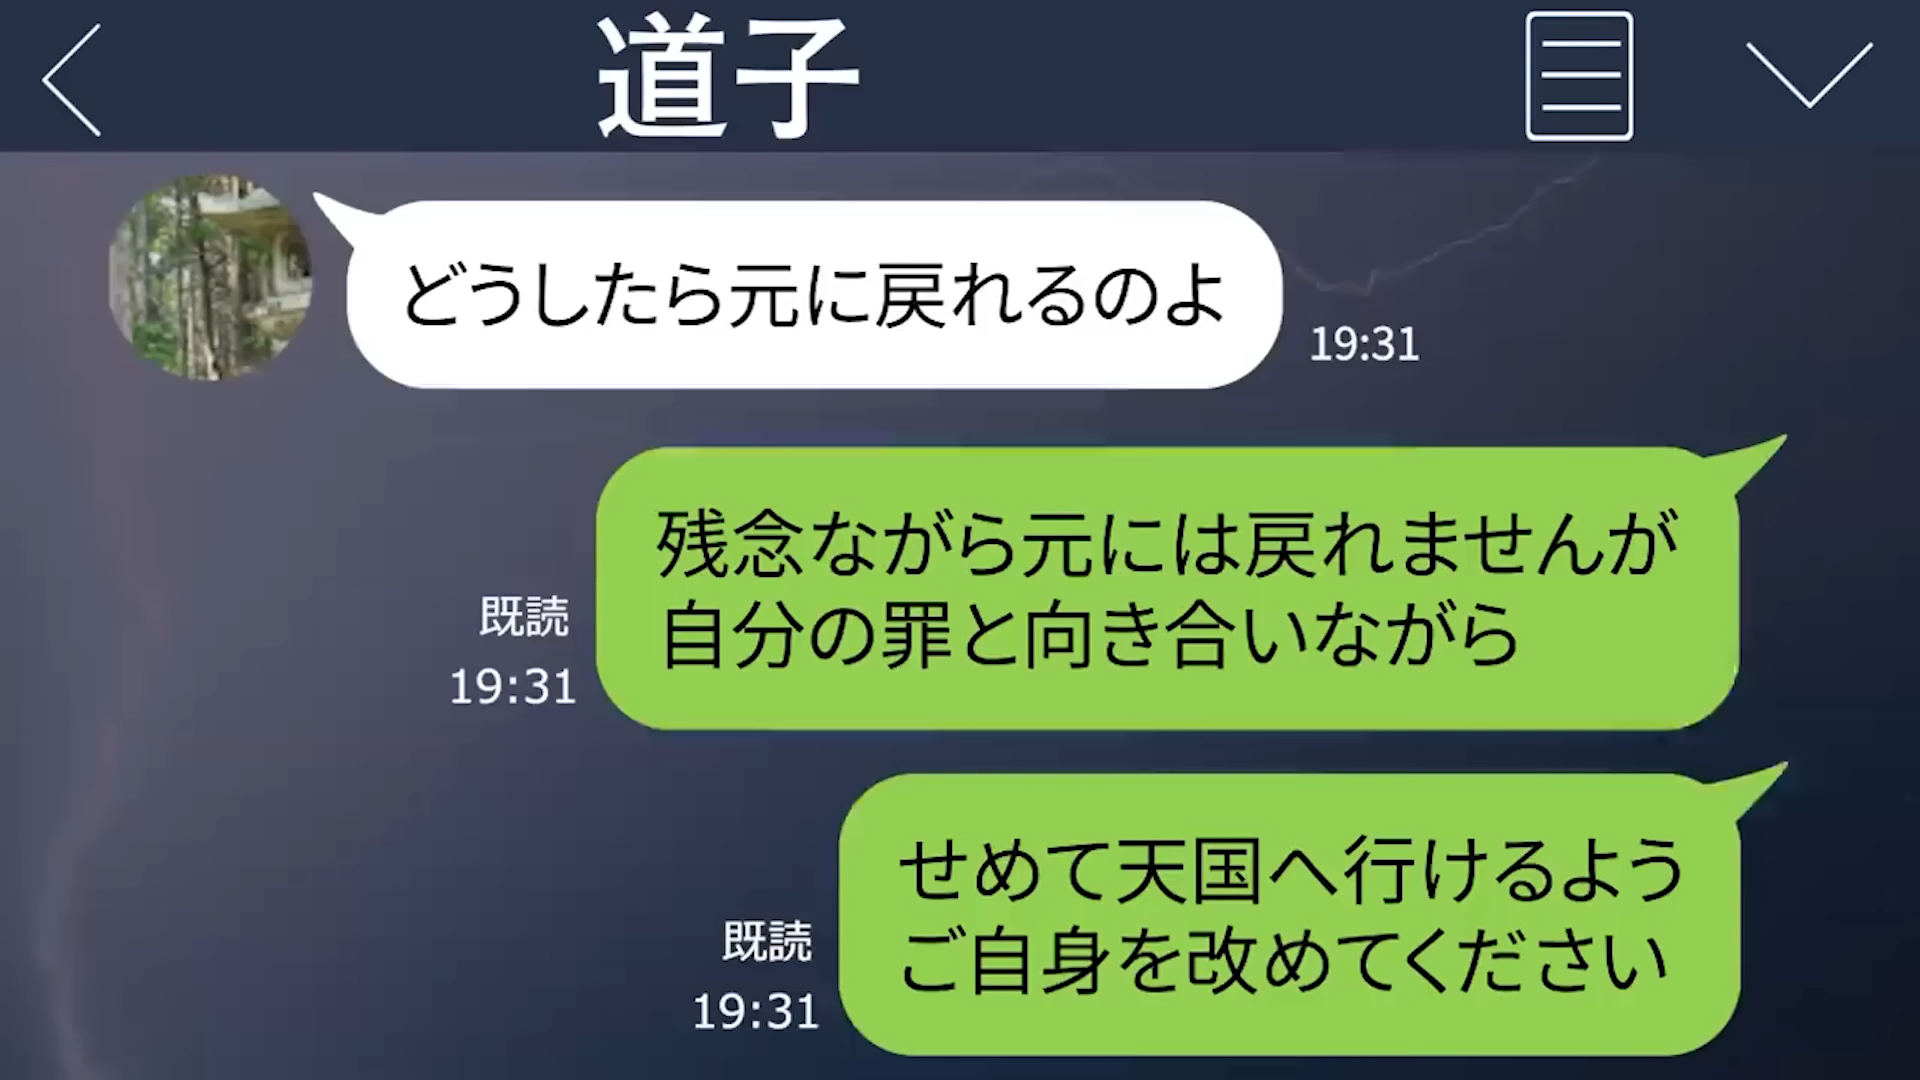 道子
どうしたら元に戻れるのよ
19:31
残念ながら元には戻れませんが
自分の罪と向き合いながら
既読
19:31
せめて天国へ行けるよう
ご自身を改めてください
既読
19:31